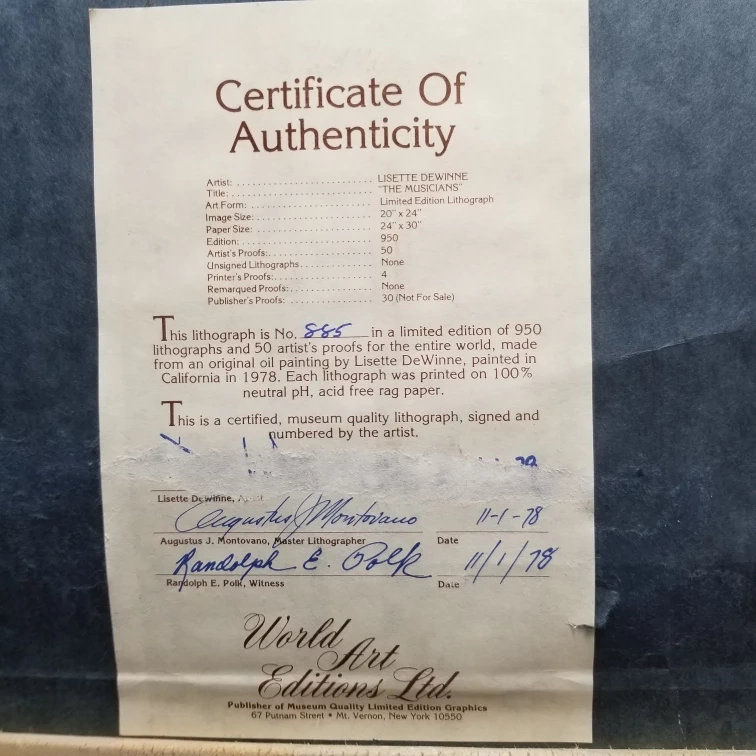 Certificate Of
Authenticity
Artist: LISETTE DEWINNE
Title: "THE MUSICIANS"
Art Form: Limited Edition Lithograph
Image Size: 20" x 24"
Paper Size: 24" x 30"
Edition: 950
Artist's Proofs: 50
Unsigned Lithographs None
Printer's Proofs: 4
Remarqued Proofs: None
Publisher's Proofs: 30 (Not For Sale)
This lithograph is No. 885 in a limited edition of 950
lithographs and 50 artist's proofs for the entire world, made
from an original oil painting by Lisette DeWinne, painted in
California in 1978. Each lithograph was printed on 100%
neutral pH, acid free rag paper.
This is a certified, museum quality lithograph, signed and
numbered by the artist.
Lisette Dewinne,
Augustus J Montovano 11-1-78
Augustus J. Montovano, Master Lithographer Date
Randolph E. Polk 11/1/78
Randolph E. Polk, Witness Date
World
Art
Editions Ltd.
Publisher of Museum Quality Limited Edition Graphics
67 Putnam Street • Mt. Vernon, New York 10550